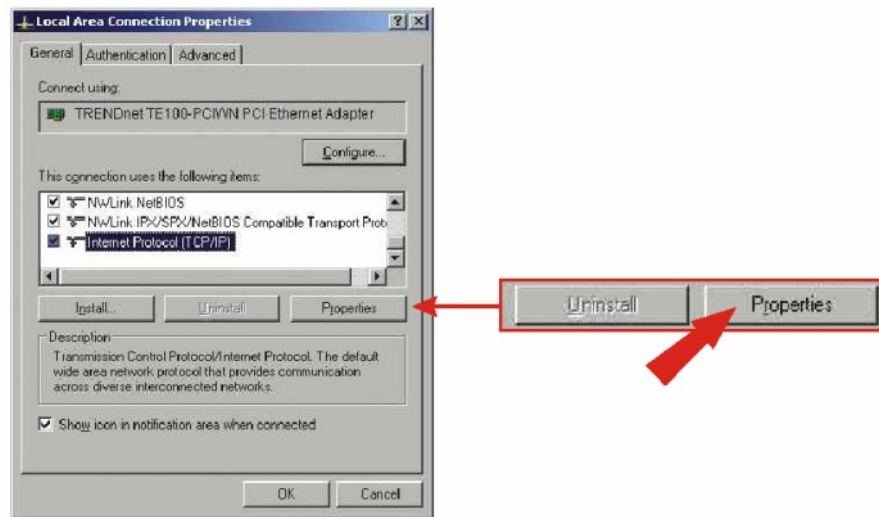 Local Area Connection Properties
General Authentication Advanced
Connect using:
TRENDnet TE100-PCIWN PCI Ethernet Adapter
Configure...
This connection uses the following items:
NWLink NetBIOS
NWLink IPX/SPX/NetBIOS Compatible Transport Proto
Internet Protocol (TCP/IP)
Install... Uninstall Properties
Uninstall Properties
Description
Transmission Control Protocol/Internet Protocol. The default
wide area network protocol that provides communication
across diverse interconnected networks.
Show icon in notification area when connected
OK Cancel